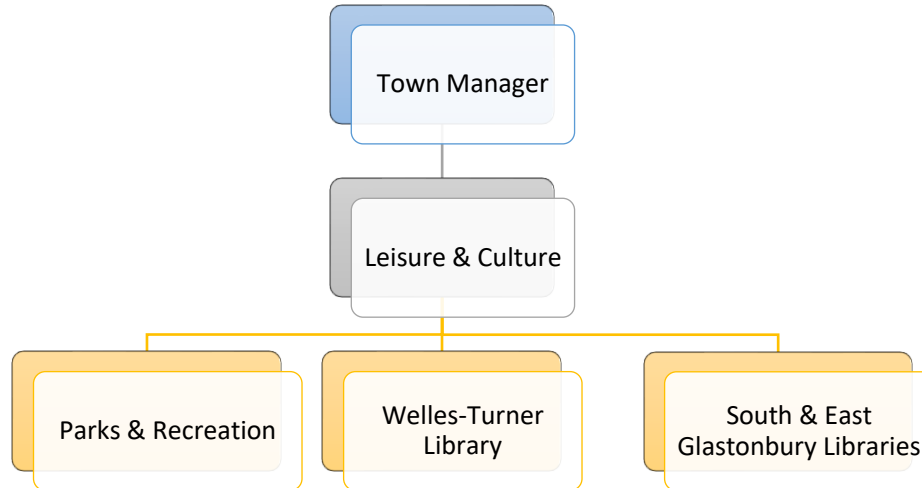 Town Manager
Leisure & Culture
Parks & Recreation
Welles-Turner
Library
South & East
Glastonbury Libraries